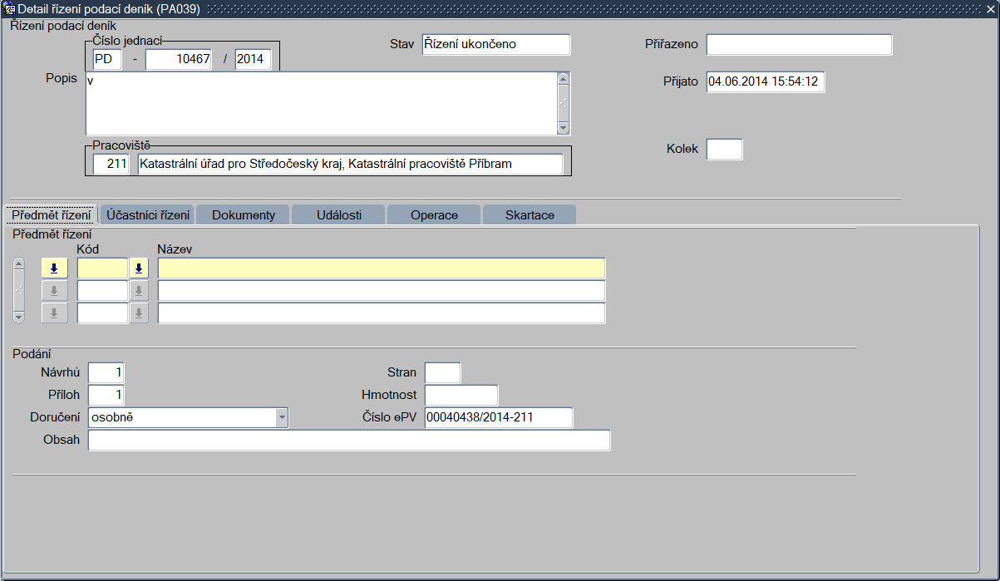 Detail řízení podací deník (PA039)
Řízení podací deník
Číslo jednací
PD - 10467 / 2014
Stav Řízení ukončeno
Přiřazeno
Popis v
Přijato 04.06.2014 15:54:12
Pracoviště
211 Katastrální úřad pro Středočeský kraj, Katastrální pracoviště Příbram
Kolek
Předmět řízení Účastníci řízení Dokumenty Události Operace Skartace
Předmět řízení
Kód Název
Podání
Návrhů 1 Stran
Příloh 1 Hmotnost
Doručení osobně Číslo ePV 00040438/2014-211
Obsah